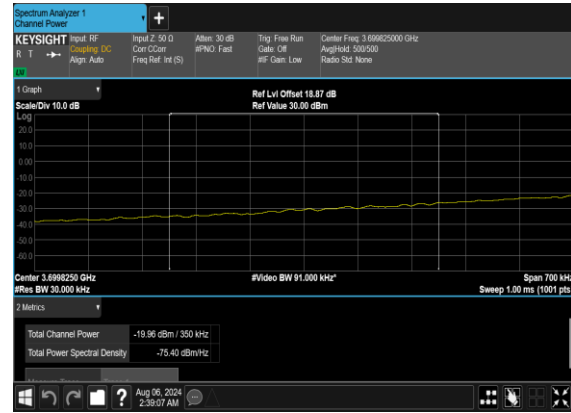 Spectrum Analyzer 1
Channel Power
+
KEYSIGHT
R T
LXI
Input: RF
Coupling: DC
Align: Auto
Input Z: 50 Ω
Corr CCorr
Freq Ref: Int (S)
Atten: 30 dB
#PNO: Fast
Trig: Free Run
Gate: Off
#IF Gain: Low
Center Freq: 3.699825000 GHz
Avg|Hold: 500/500
Radio Std: None
1 Graph
Scale/Div 10.0 dB
Ref Lvl Offset 18.87 dB
Ref Value 30.00 dBm
Log
20.0
10.0
0.00
-10.0
-20.0
-30.0
-40.0
-50.0
-60.0
Center 3.6998250 GHz
#Video BW 91.000 kHz*
Span 700 kHz
#Res BW 30.000 kHz
Sweep 1.00 ms (1001 pts
2 Metrics
Total Channel Power -19.96 dBm / 350 kHz
Total Power Spectral Density -75.40 dBm/Hz
?
Aug 06, 2024
2:39:07 AM